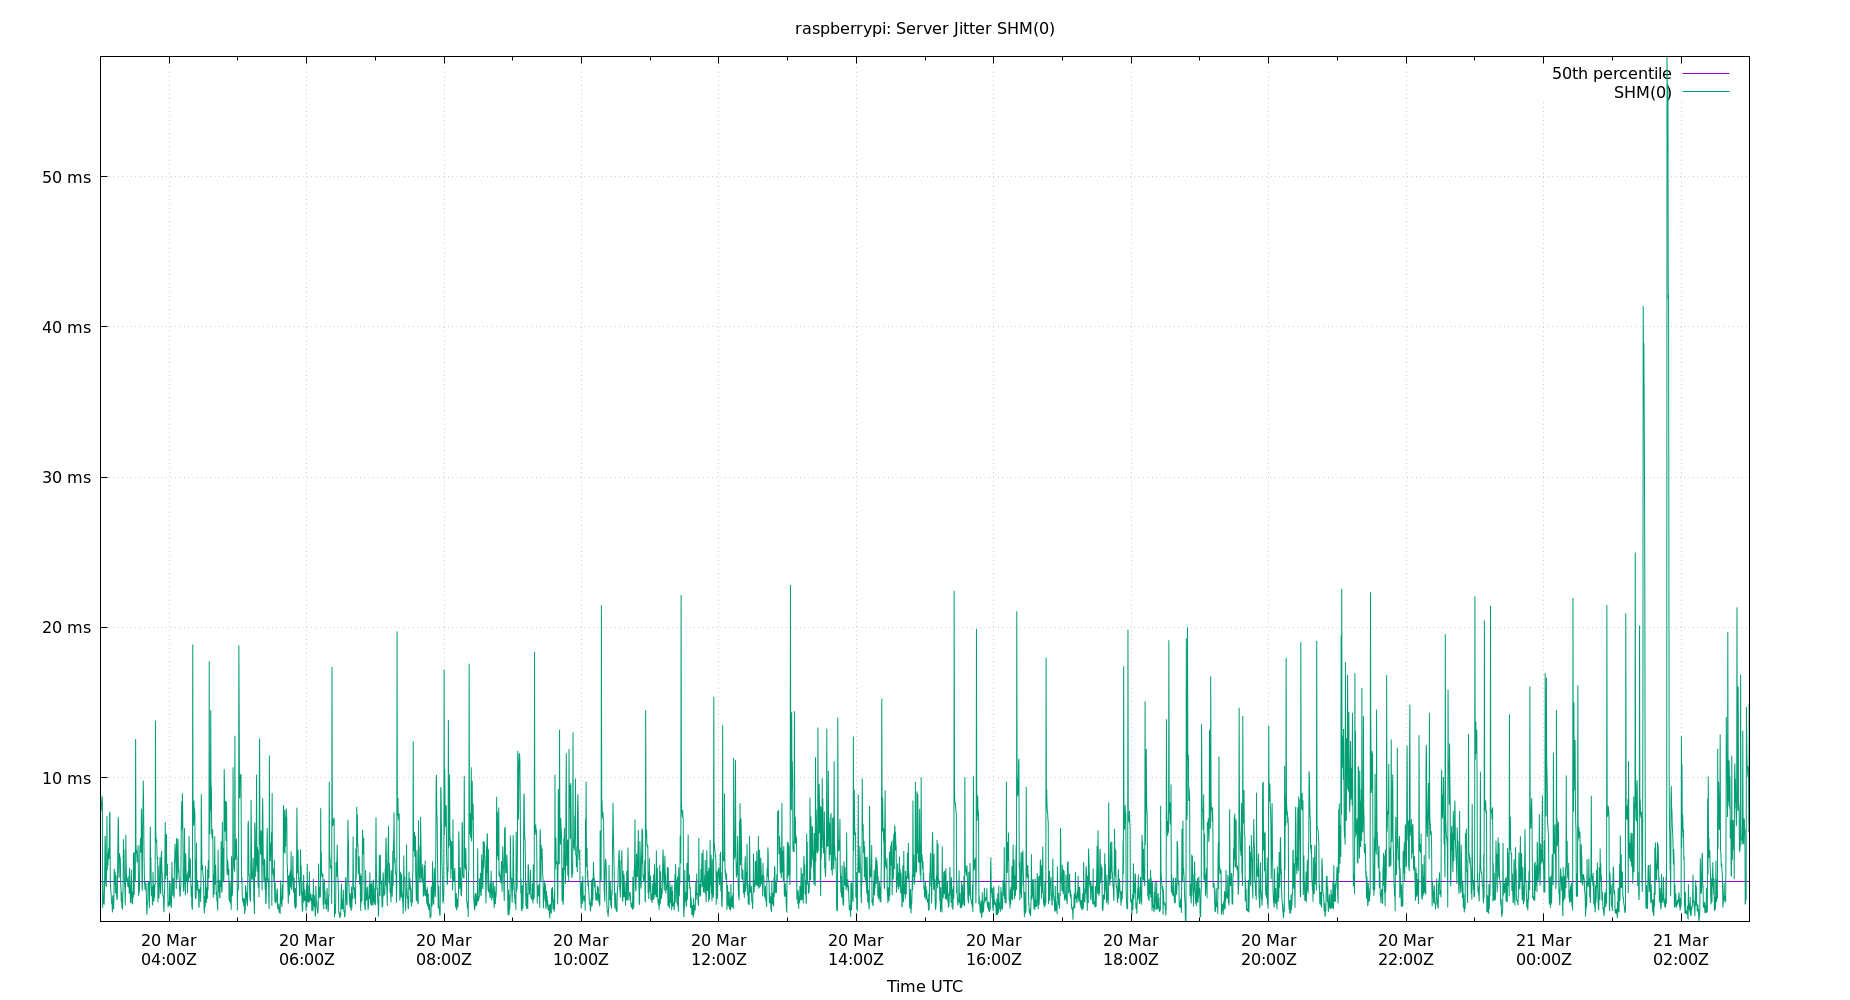 raspberrypi: Server Jitter SHM(0)
50th percentile
SHM(0)
50 ms
40 ms
30 ms
20 ms
10 ms
20 Mar 20 Mar 20 Mar 20 Mar 20 Mar 20 Mar 20 Mar 20 Mar 20 Mar 20 Mar 21 Mar 21 Mar
04:00Z 06:00Z 08:00Z 10:00Z 12:00Z 14:00Z 16:00Z 18:00Z 20:00Z 22:00Z 00:00Z 02:00Z
Time UTC